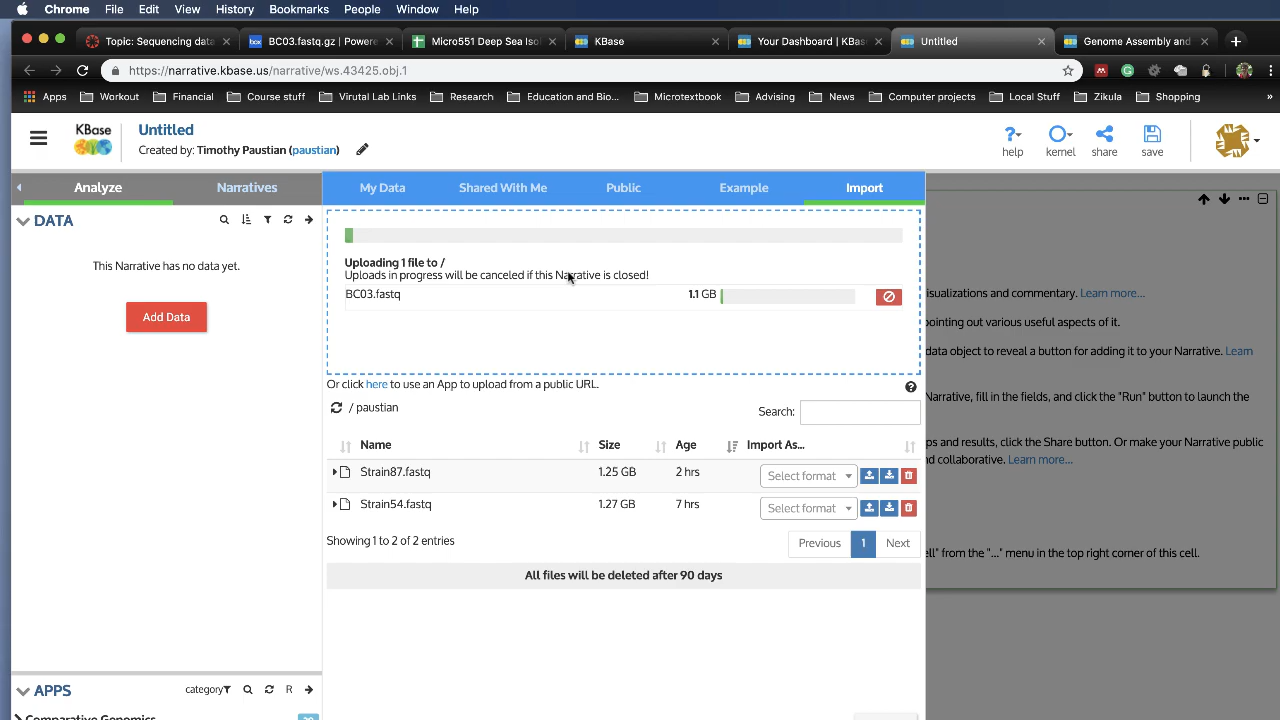 Chrome File Edit View History Bookmarks People Window Help
Topic: Sequencing data BC03.fastq.gz | Power Micro551 Deep Sea Iso KBase Your Dashboard | KBas Untitled Genome Assembly and
https://narrative.kbase.us/narrative/ws.43425.obj.1
Apps Workout Financial Course stuff Virutal Lab Links Research Education and Bio... Microtextbook Advising News Computer projects Local Stuff Zikula Shopping »
KBase Untitled
Created by: Timothy Paustian (paustian)
help kernel share save
Analyze Narratives My Data Shared With Me Public Example Import
DATA
This Narrative has no data yet.
Add Data
Uploading 1 file to /
Uploads in progress will be canceled if this Narrative is closed!
BC03.fastq 1.1 GB
Or click here to use an App to upload from a public URL.
/ paustian Search:
Name Size Age Import As...
Strain87.fastq 1.25 GB 2 hrs Select format
Strain54.fastq 1.27 GB 7 hrs Select format
Showing 1 to 2 of 2 entries Previous 1 Next
All files will be deleted after 90 days
isualizations and commentary. Learn more...
pointing out various useful aspects of it.
data object to reveal a button for adding it to your Narrative. Learn
Narrative, fill in the fields, and click the "Run" button to launch the
ps and results, click the Share button. Or make your Narrative public
nd collaborative. Learn more...
ell" from the "..." menu in the top right corner of this cell.
APPS category R
Comparative Genomics